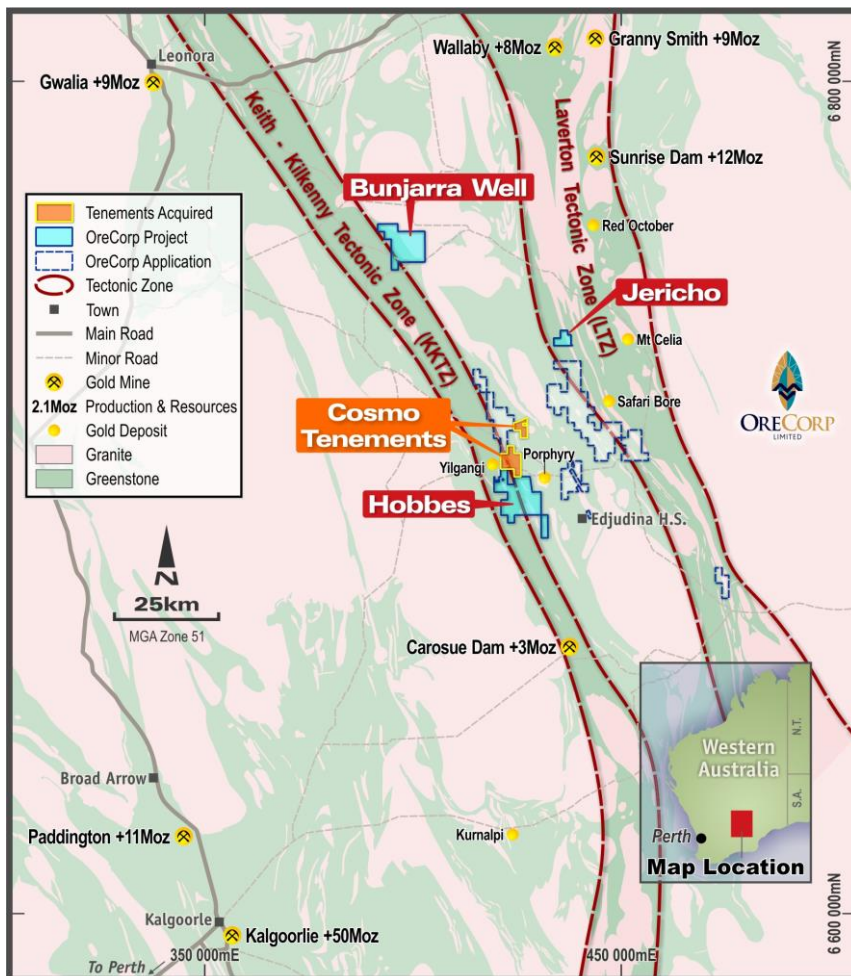 Leonora
Gwalia +9Moz
Wallaby +8Moz
Granny Smith +9Moz
6 800 000mN
Keith - Kilkenny Tectonic Zone (KKTZ)
Laverton Tectonic Zone (LTZ)
Sunrise Dam +12Moz
Bunjarra Well
Red October
Jericho
Mt Celia
Safari Bore
Tenements Acquired
OreCorp Project
OreCorp Application
Tectonic Zone
Town
Main Road
Minor Road
Gold Mine
2.1Moz Production & Resources
Gold Deposit
Granite
Greenstone
ORECORP
LIMITED
Cosmo
Tenements
Yilgangi
Porphyry
Hobbes
Edjudina H.S.
N
25km
MGA Zone 51
Carosue Dam +3Moz
Broad Arrow
Paddington +11Moz
Kurnalpi
Kalgoorle
Kalgoorlie +50Moz
To Perth
350 000mE
450 000mE
6 600 000mN
Western
Australia
N.T.
S.A.
Perth
Map Location